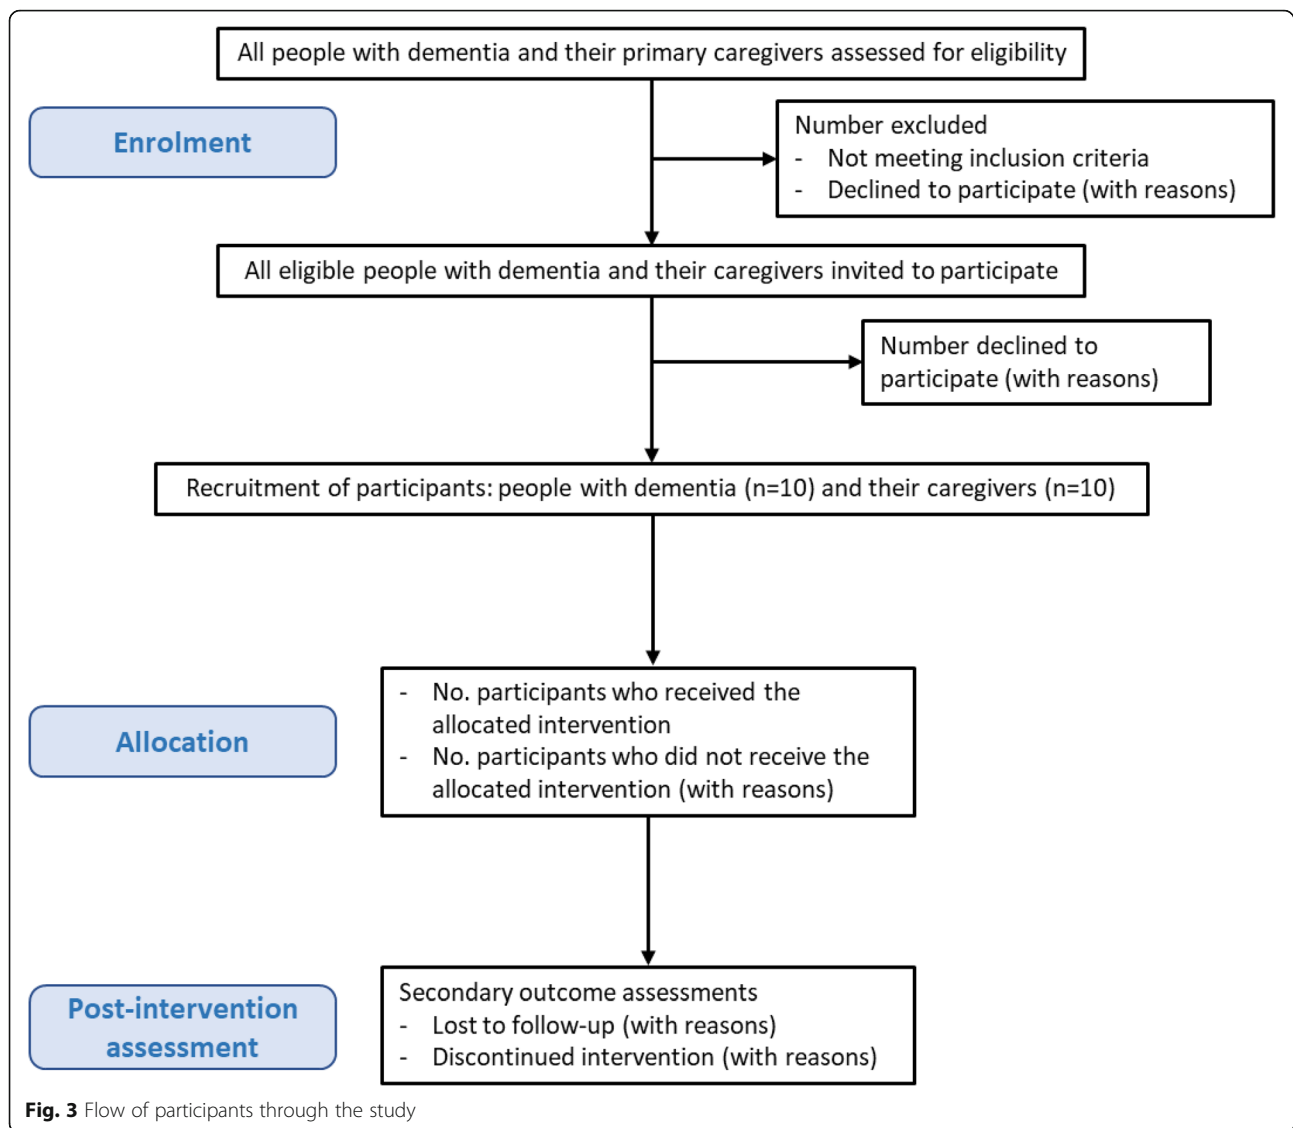 All people with dementia and their primary caregivers assessed for eligibility
Enrolment
Number excluded
- Not meeting inclusion criteria
- Declined to participate (with reasons)
All eligible people with dementia and their caregivers invited to participate
Number declined to
participate (with reasons)
Recruitment of participants: people with dementia (n=10) and their caregivers (n=10)
Allocation
- No. participants who received the
allocated intervention
- No. participants who did not receive the
allocated intervention (with reasons)
Post-intervention
assessment
Secondary outcome assessments
- Lost to follow-up (with reasons)
- Discontinued intervention (with reasons)
Fig. 3 Flow of participants through the study